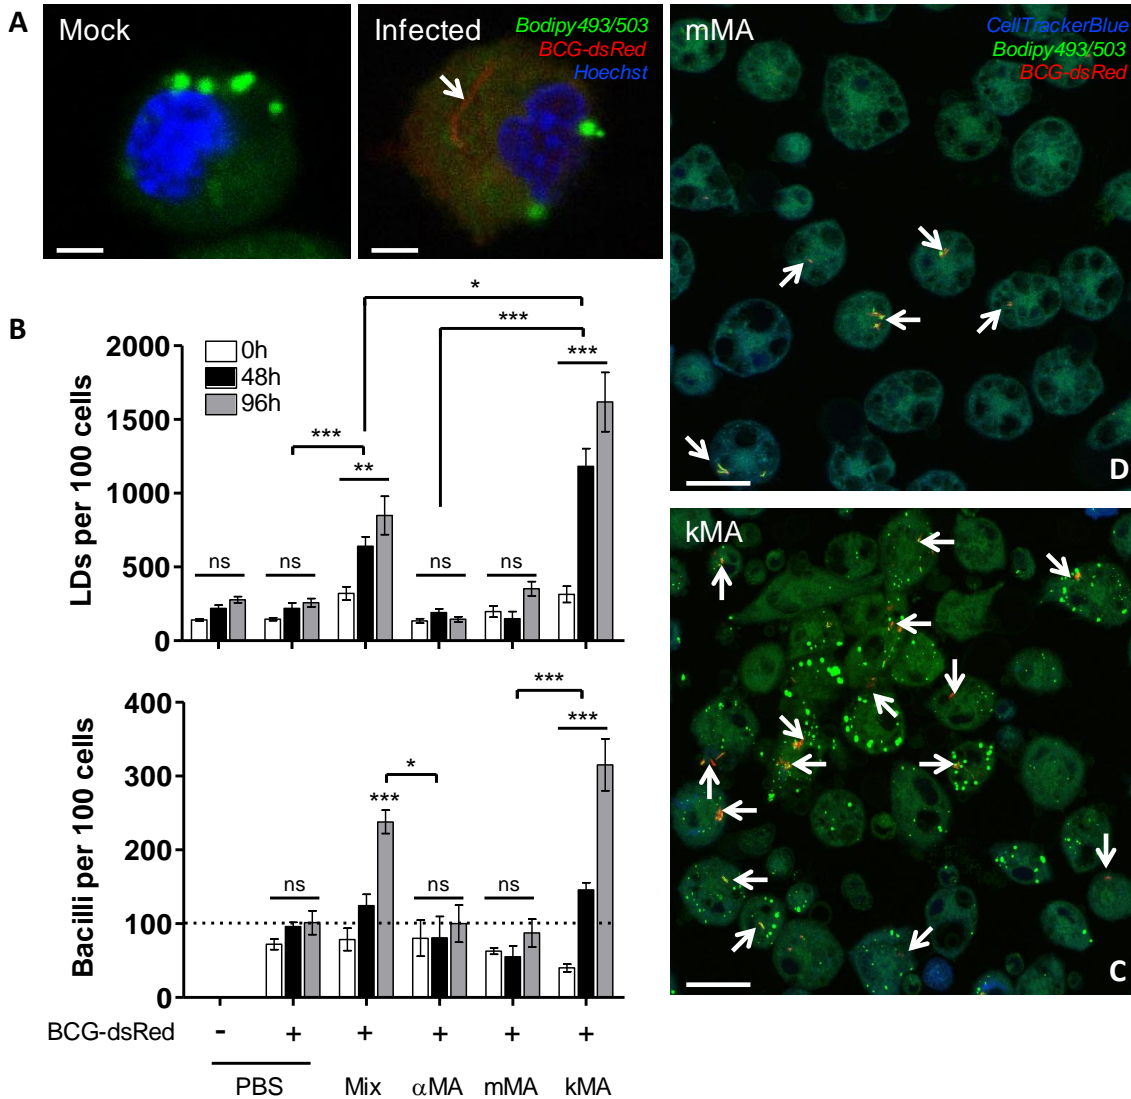 A
Mock
Infected
Bodipy493/503
BCG-dsRed
Hoechst
mMA
CellTrackerBlue
Bodipy493/503
BCG-dsRed
D
B
*
***
***
0h
48h
96h
***
**
ns
ns
ns
ns
LDs per 100 cells
2000
1500
1000
500
0
kMA
C
***
***
*
***
ns
ns
ns
Bacilli per 100 cells
400
300
200
100
0
BCG-dsRed
- + + + + +
PBS
Mix
αMA
mMA
kMA